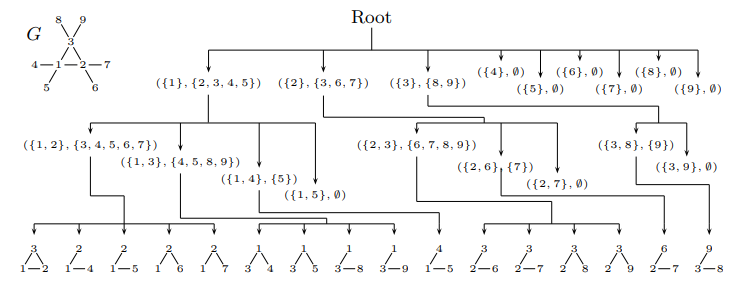 Root
G
8 9
3
4 1 2 7
5 6
({1}, {2, 3, 4, 5}) ({2}, {3, 6, 7}) ({3}, {8, 9}) ({4}, ∅) ({5}, ∅) ({6}, ∅) ({7}, ∅) ({8}, ∅) ({9}, ∅)
({1, 2}, {3, 4, 5, 6, 7}) ({1, 3}, {4, 5, 8, 9}) ({1, 4}, {5}) ({1, 5}, ∅) ({2, 3}, {6, 7, 8, 9}) ({2, 6}, {7}) ({2, 7}, ∅) ({3, 8}, {9}) ({3, 9}, ∅)
3 2 2 2 2 1 1 1 1 4 3 3 3 3 6 9
1 2 1 4 1 5 1 6 1 7 3 4 3 5 3 8 3 9 1 5 2 6 2 7 2 8 2 9 2 7 3 8